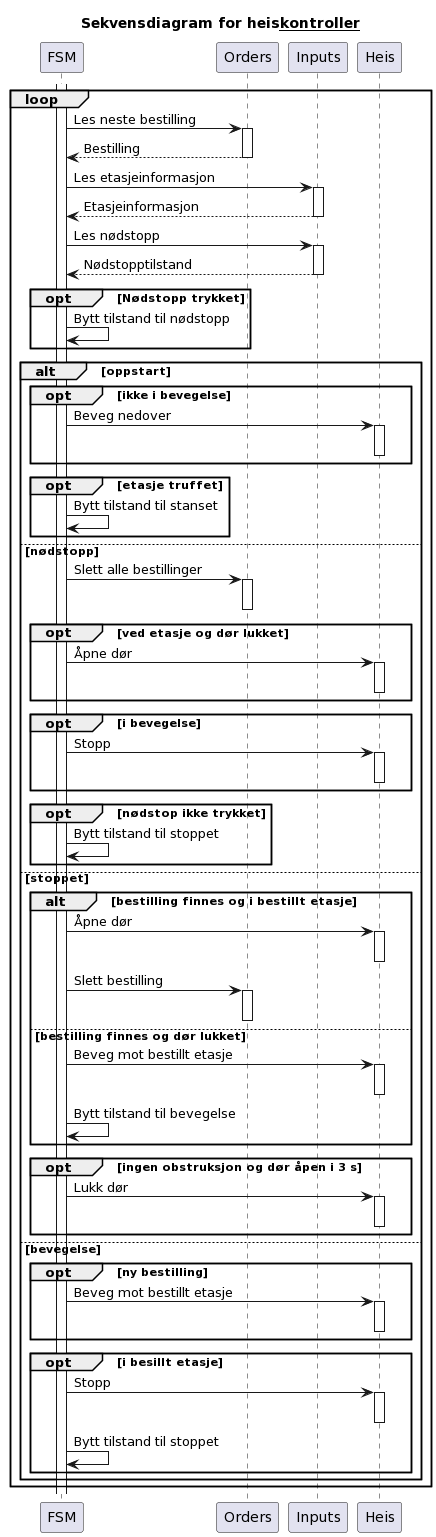 Sekvensdiagram for heiskontroller
FSM Orders Inputs Heis
loop
Les neste bestilling
Bestilling
Les etasjeinformasjon
Etasjeinformasjon
Les nødstopp
Nødstopptilstand
opt [Nødstopp trykket]
Bytt tilstand til nødstopp
alt [oppstart]
opt [ikke i bevegelse]
Beveg nedover
opt [etasje truffet]
Bytt tilstand til stanset
[nødstopp]
Slett alle bestillinger
opt [ved etasje og dør lukket]
Åpne dør
opt [i bevegelse]
Stopp
opt [nødstop ikke trykket]
Bytt tilstand til stoppet
[stoppet]
alt [bestilling finnes og i bestillt etasje]
Åpne dør
Slett bestilling
[bestilling finnes og dør lukket]
Beveg mot bestillt etasje
Bytt tilstand til bevegelse
opt [ingen obstruksjon og dør åpen i 3 s]
Lukk dør
[bevegelse]
opt [ny bestilling]
Beveg mot bestillt etasje
opt [i besillt etasje]
Stopp
Bytt tilstand til stoppet
FSM Orders Inputs Heis